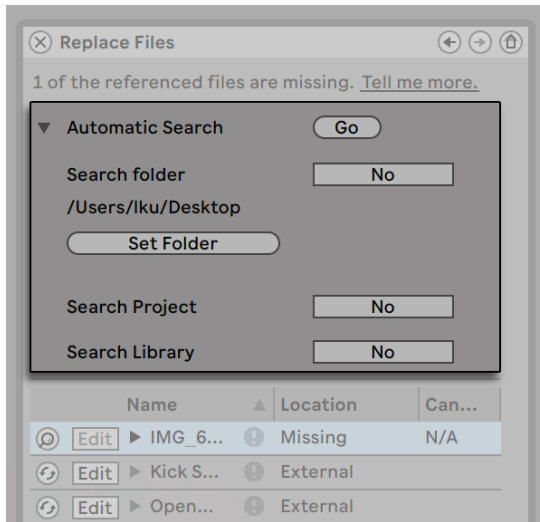 Replace Files
1 of the referenced files are missing. Tell me more.
Automatic Search Go
Search folder No
/Users/lku/Desktop
Set Folder
Search Project No
Search Library No
Name Location Can...
Edit IMG_6... Missing N/A
Edit Kick S... External
Edit Open... External